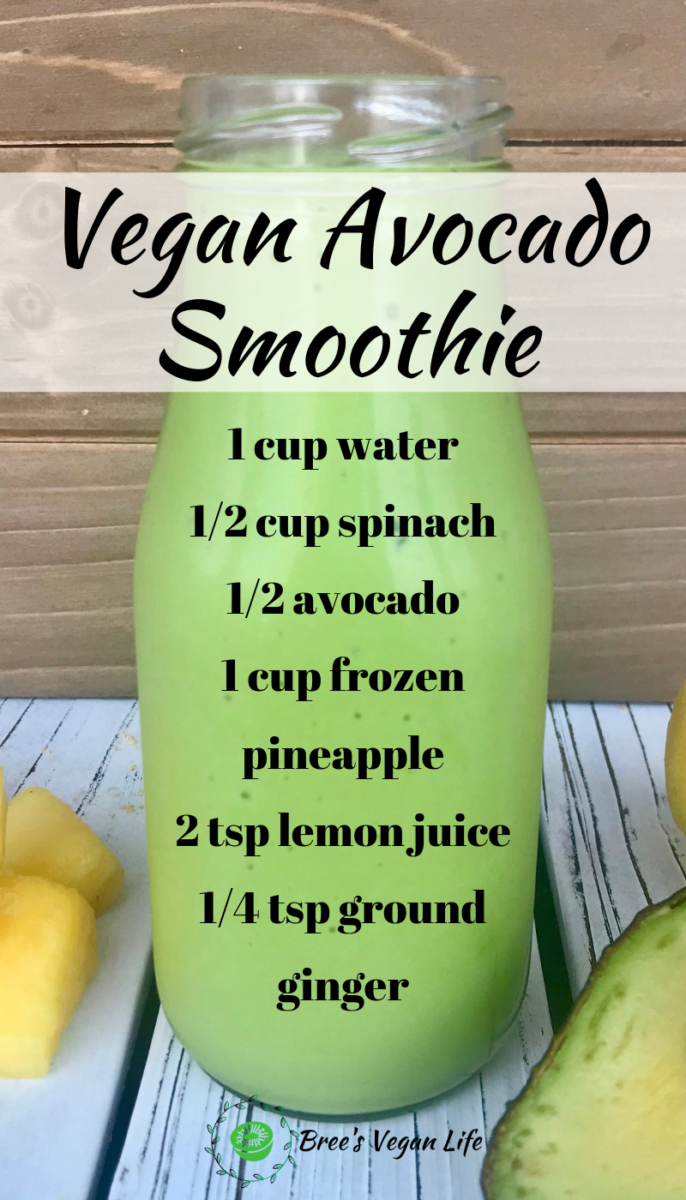 Vegan Avocado
Smoothie
1 cup water
1/2 cup spinach
1/2 avocado
1 cup frozen
pineapple
2 tsp lemon juice
1/4 tsp ground
ginger
Bree's Vegan Life